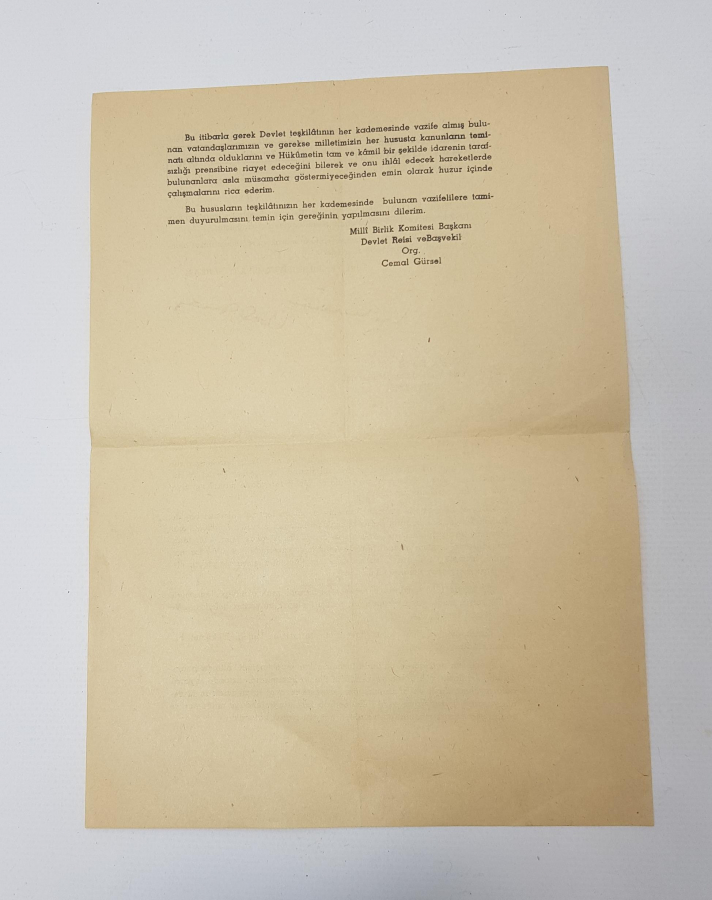 Bu itibarla gerek Devlet teşkilâtının her kademesinde vazife almış bulu-
nan vatandaşlarımızın ve gerekse milletimizin her hususta kanunların temi-
natı altında olduklarını ve Hükûmetin tam ve kâmil bir şekilde idarenin taraf-
sızlığı prensibine riayet edeceğini bilerek ve onu ihlâl edecek hareketlerde
bulunanlara asla müsamaha göstermiyeceğinden emin olarak huzur içinde
çalışmalarını rica ederim.
Bu hususların teşkilâtınızın her kademesinde bulunan vazifelilere tami-
men duyurulmasını temin için gereğinin yapılmasını dilerim.
Millî Birlik Komitesi Başkanı
Devlet Reisi veBaşvekil
Org.
Cemal Gürsel